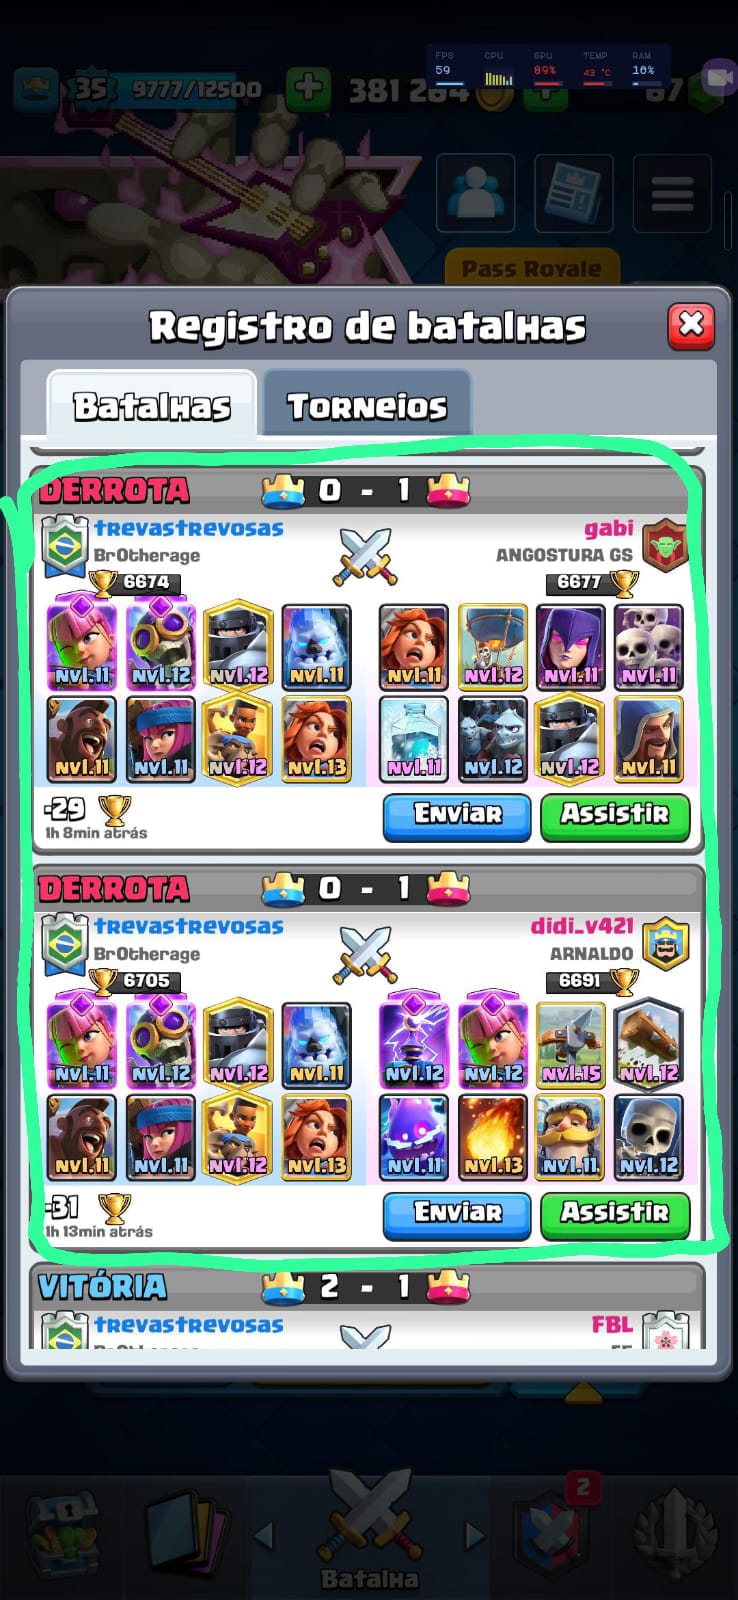 FPS CPU GPU TEMP RAM
59 89% 43 °C 10%
35 9777/12500 381 264 67
Pass Royale
Registro de batalhas
Batalhas Torneios
DERROTA 0 - 1
trevastrevosas gabi
Br0therage ANGOSTURA GS
6674 6677
Nvl.11 Nvl.12 Nvl.12 Nvl.11 Nvl.11 Nvl.12 Nvl.11 Nvl.11
Nvl.11 Nvl.11 Nvl.12 Nvl.13 Nvl.11 Nvl.12 Nvl.12 Nvl.11
-29 Enviar Assistir
1h 8min atrás
DERROTA 0 - 1
trevastrevosas didi_v421
Br0therage ARNALDO
6705 6691
Nvl.11 Nvl.12 Nvl.12 Nvl.11 Nvl.12 Nvl.12 Nvl.15 Nvl.12
Nvl.11 Nvl.11 Nvl.12 Nvl.13 Nvl.11 Nvl.13 Nvl.11 Nvl.12
-31 Enviar Assistir
1h 13min atrás
VITÓRIA 2 - 1
trevastrevosas FBL
2
Batalha